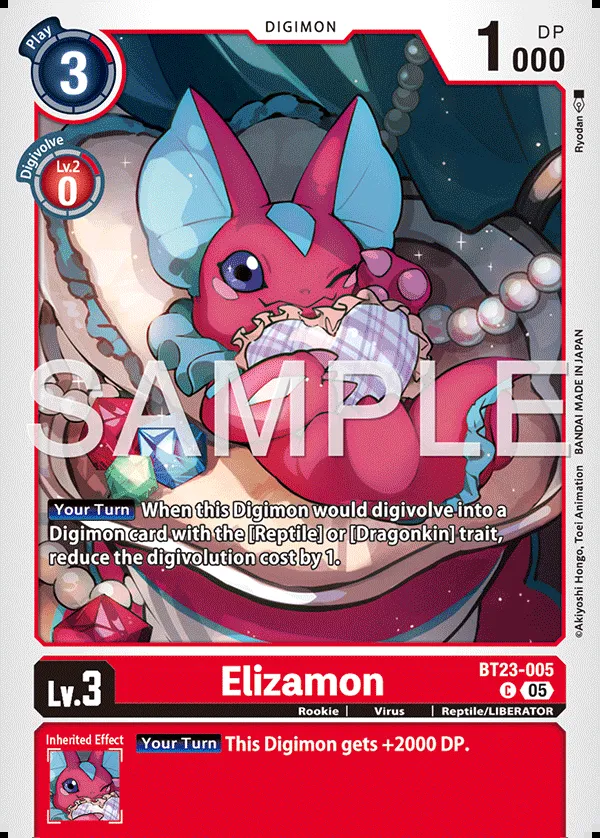 DIGIMON
Play
3
1000
DP
Digivolve
Lv.2
0
Ryodan
SAMPLE
Your Turn When this Digimon would digivolve into a
Digimon card with the [Reptile] or [Dragonkin] trait,
reduce the digivolution cost by 1.
©Akiyoshi Hongo, Toei Animation BANDAI MADE IN JAPAN
Lv.3
Elizamon
BT23-005
C 05
Rookie | Virus | Reptile/LIBERATOR
Inherited Effect
Your Turn This Digimon gets +2000 DP.